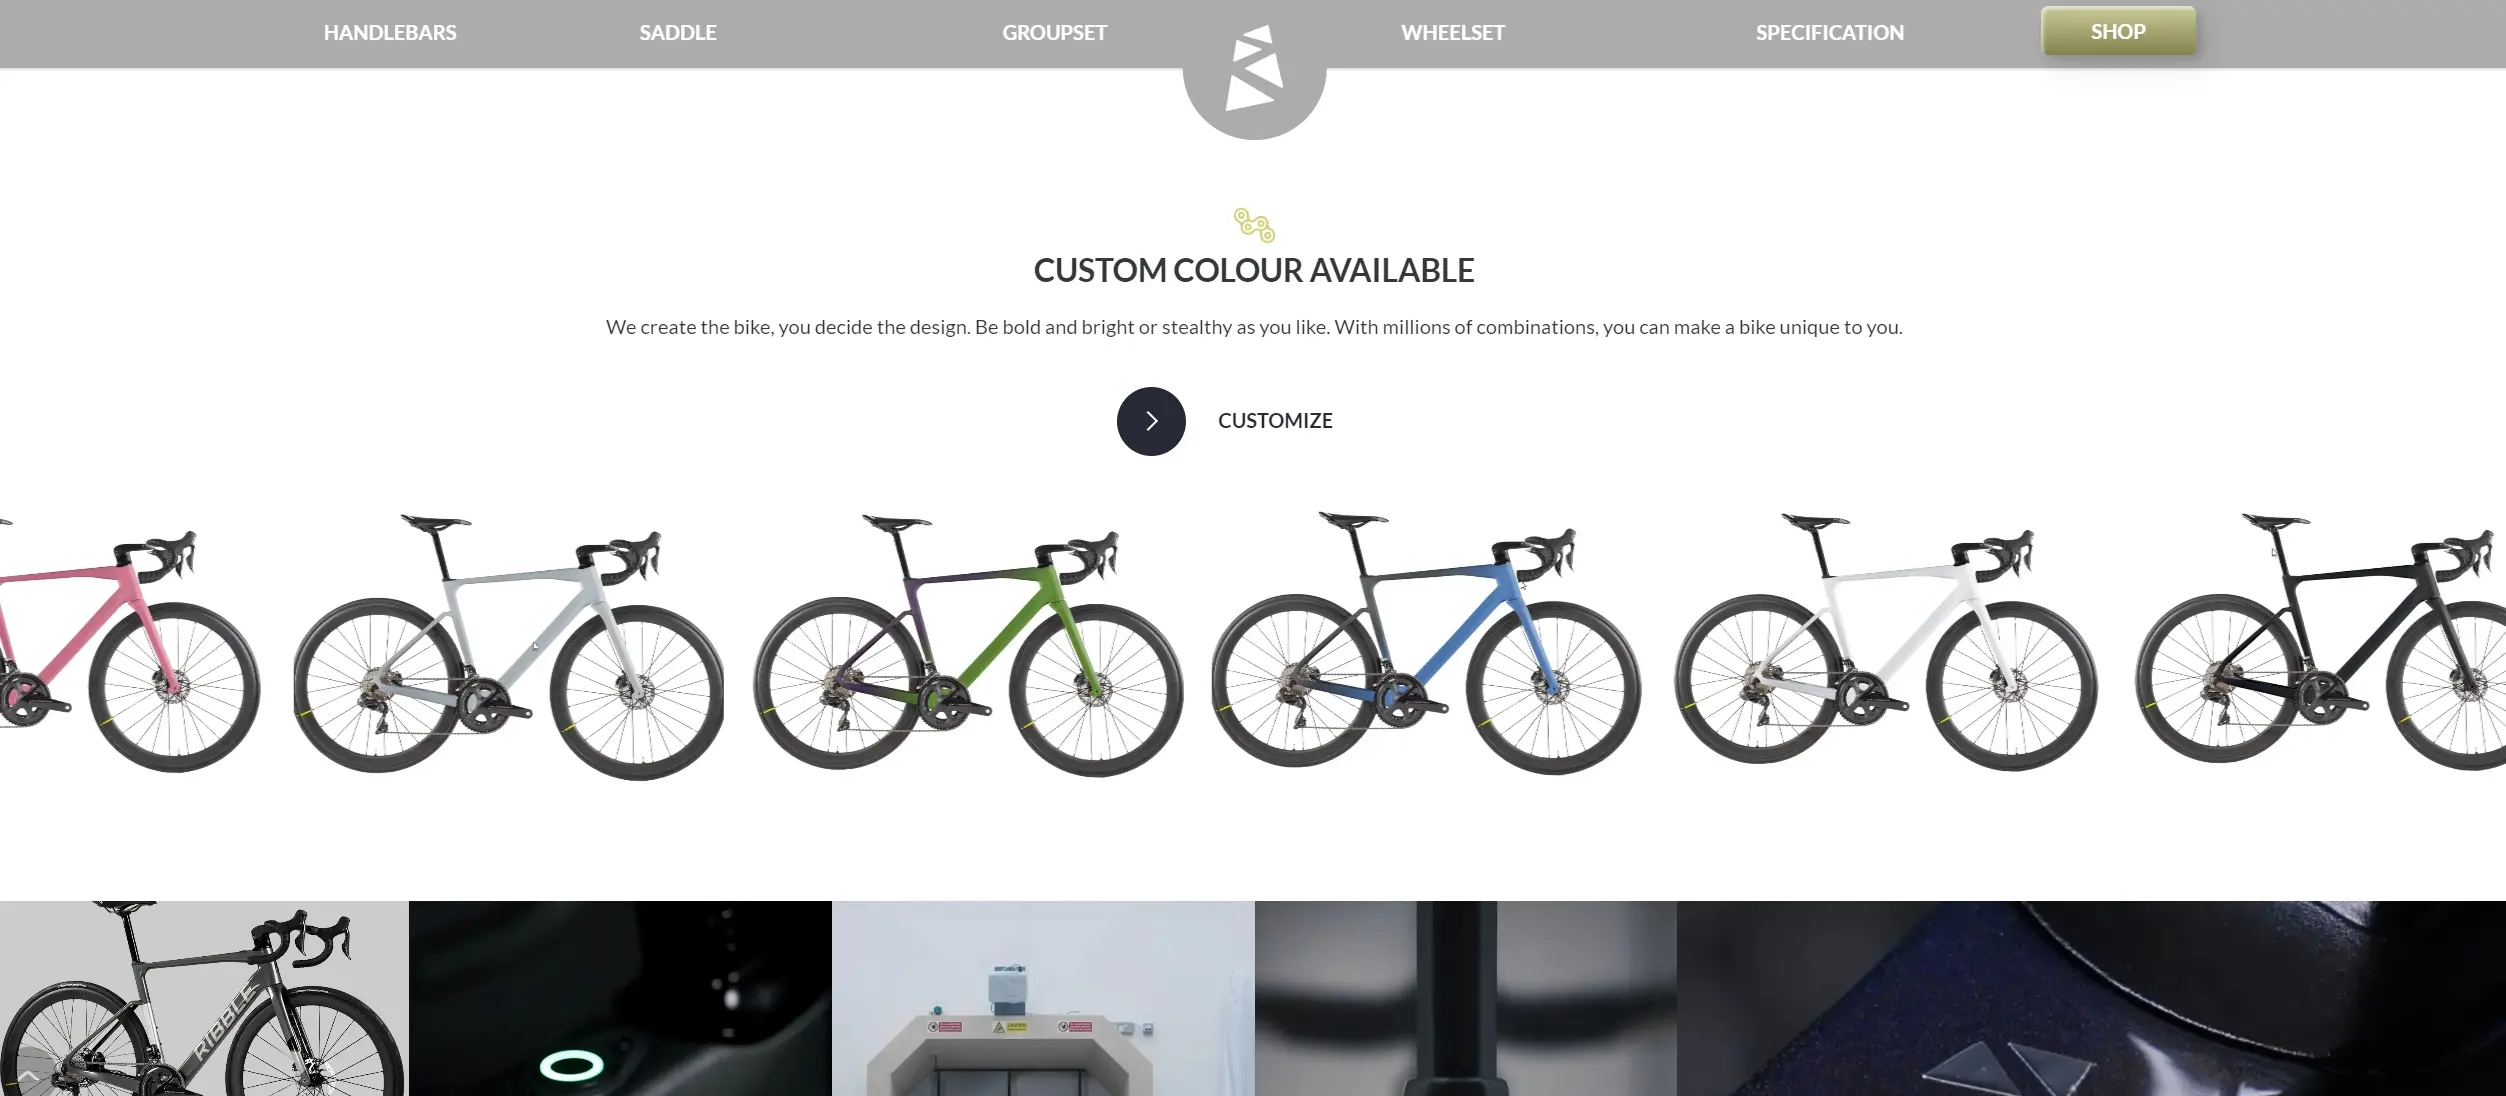 HANDLEBARS
SADDLE
GROUPSET
WHEELSET
SPECIFICATION
SHOP
CUSTOM COLOUR AVAILABLE
We create the bike, you decide the design. Be bold and bright or stealthy as you like. With millions of combinations, you can make a bike unique to you.
CUSTOMIZE
RIBBLE
CAUTION